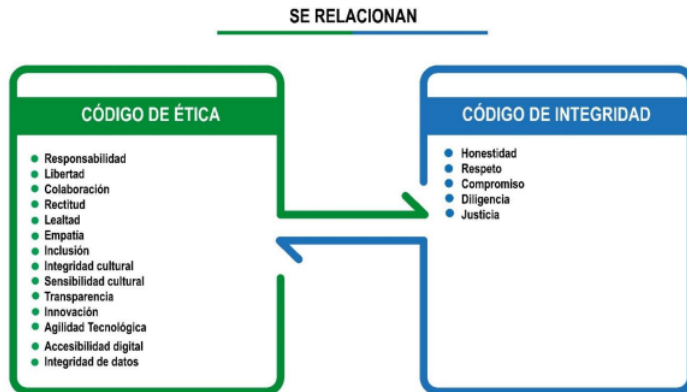 SE RELACIONAN
CÓDIGO DE ÉTICA
Responsabilidad
Libertad
Colaboración
Rectitud
Lealtad
Empatía
Inclusión
Integridad cultural
Sensibilidad cultural
Transparencia
Innovación
Agilidad Tecnológica
Accesibilidad digital
Integridad de datos
CÓDIGO DE INTEGRIDAD
Honestidad
Respeto
Compromiso
Diligencia
Justicia